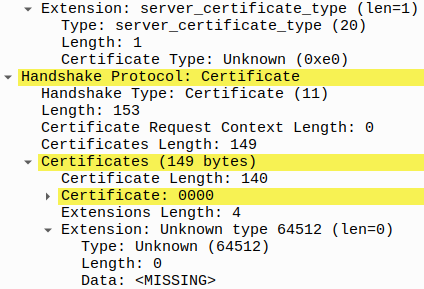 Extension: server_certificate_type (len=1)
Type: server_certificate_type (20)
Length: 1
Certificate Type: Unknown (0xe0)
Handshake Protocol: Certificate
Handshake Type: Certificate (11)
Length: 153
Certificate Request Context Length: 0
Certificates Length: 149
Certificates (149 bytes)
Certificate Length: 140
Certificate: 0000
Extensions Length: 4
Extension: Unknown type 64512 (len=0)
Type: Unknown (64512)
Length: 0
Data: <MISSING>